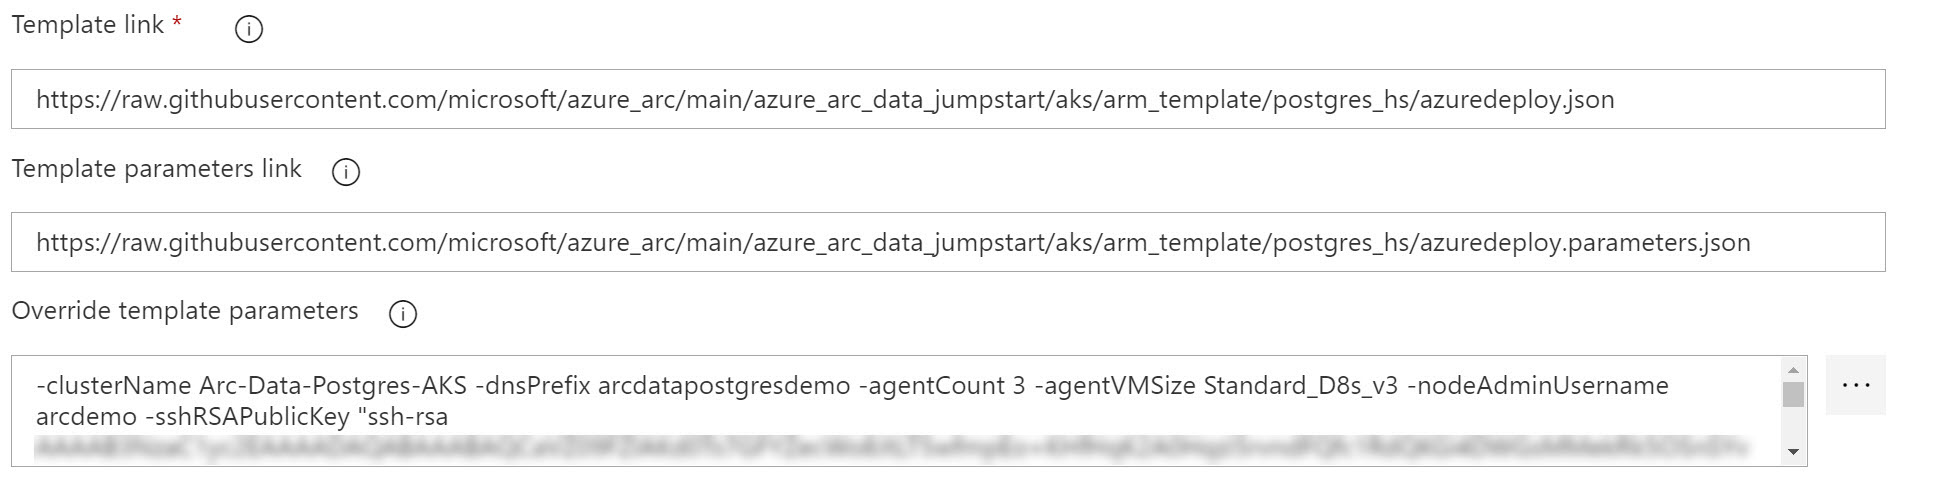 Template link *
https://raw.githubusercontent.com/microsoft/azure_arc/main/azure_arc_data_jumpstart/aks/arm_template/postgres_hs/azuredeploy.json
Template parameters link
https://raw.githubusercontent.com/microsoft/azure_arc/main/azure_arc_data_jumpstart/aks/arm_template/postgres_hs/azuredeploy.parameters.json
Override template parameters
-clusterName Arc-Data-Postgres-AKS -dnsPrefix arcdatapostgresdemo -agentCount 3 -agentVMSize Standard_D8s_v3 -nodeAdminUsername
arcdemo -sshRSAPublicKey "ssh-rsa